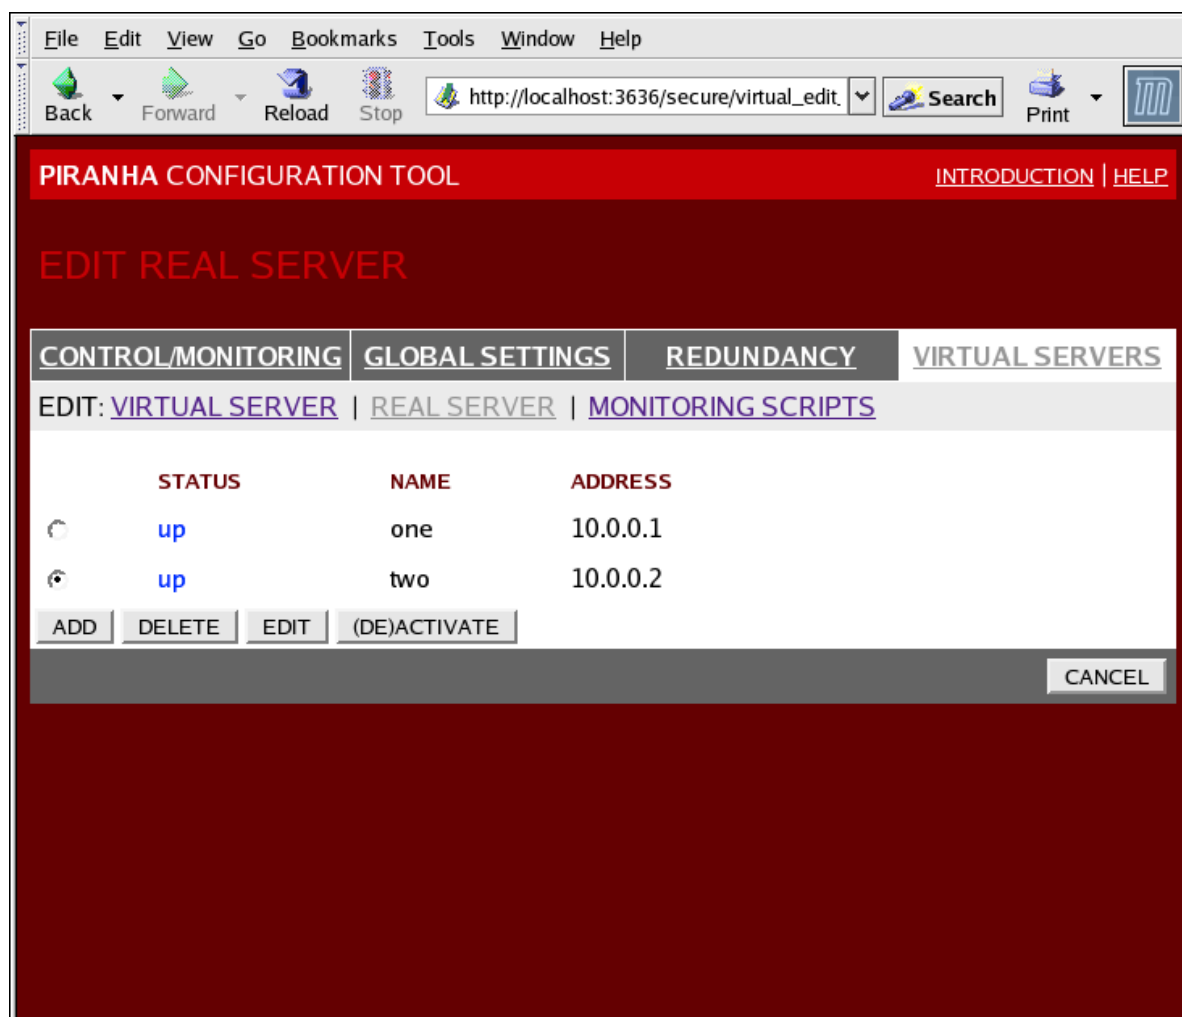 File Edit View Go Bookmarks Tools Window Help
Back Forward Reload Stop http://localhost:3636/secure/virtual_edit_ Search Print
PIRANHA CONFIGURATION TOOL INTRODUCTION | HELP
EDIT REAL SERVER
CONTROL/MONITORING GLOBAL SETTINGS REDUNDANCY VIRTUAL SERVERS
EDIT: VIRTUAL SERVER | REAL SERVER | MONITORING SCRIPTS
STATUS NAME ADDRESS
up one 10.0.0.1
up two 10.0.0.2
ADD DELETE EDIT (DE)ACTIVATE
CANCEL